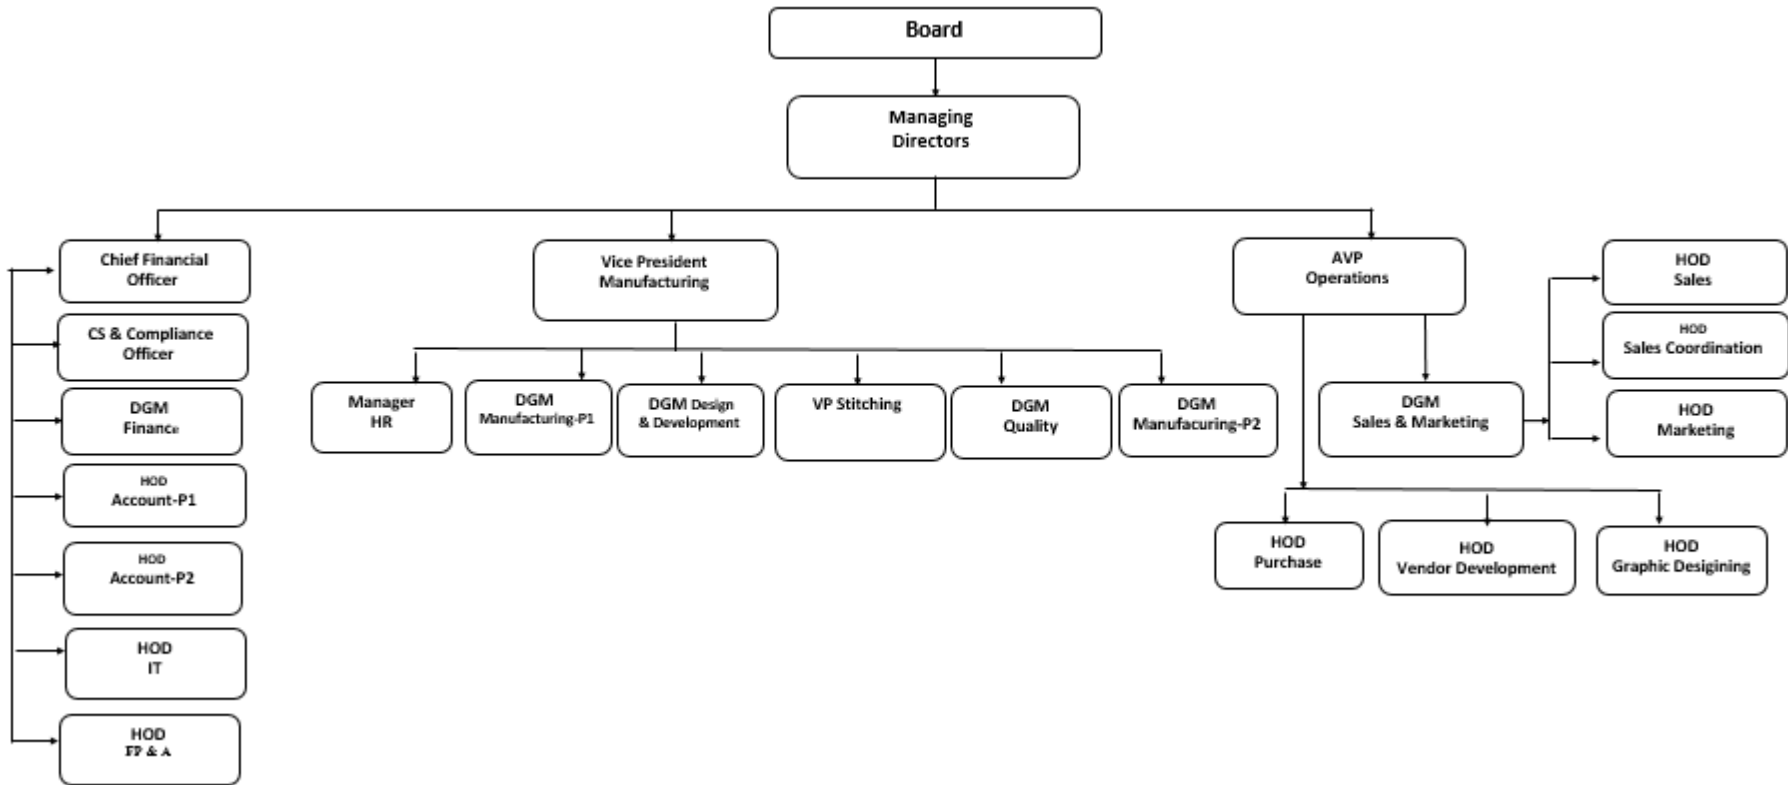 Board
Managing
Directors
Chief Financial
Officer
Vice President
Manufacturing
AVP
Operations
HOD
Sales
CS & Compliance
Officer
HOD
Sales Coordination
DGM
Finance
Manager
HR
DGM
Manufacturing-P1
DGM Design
& Development
VP Stitching
DGM
Quality
DGM
Manufacuring-P2
DGM
Sales & Marketing
HOD
Marketing
HOD
Account-P1
HOD
Account-P2
HOD
Purchase
HOD
Vendor Development
HOD
Graphic Desigining
HOD
IT
HOD
FP & A